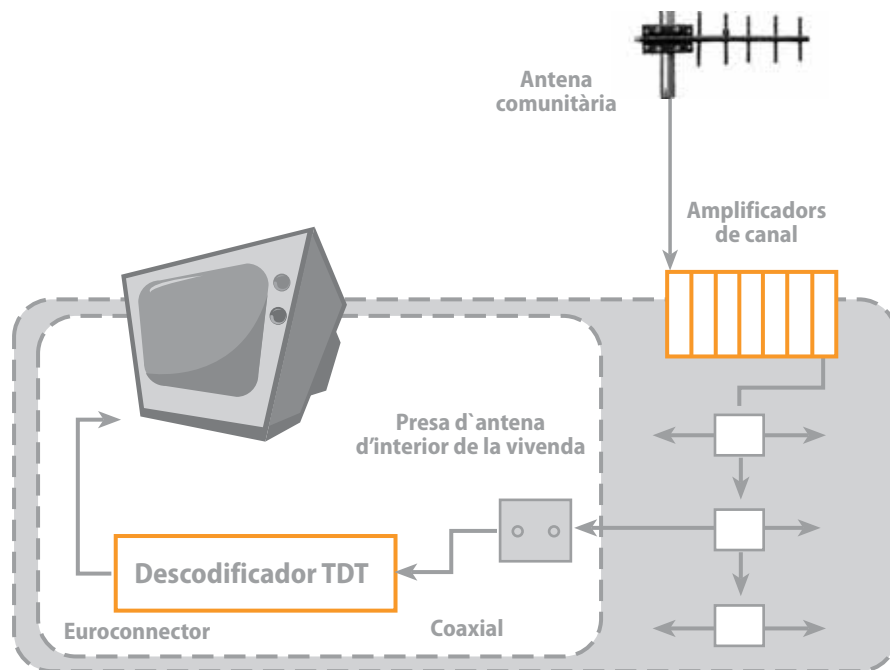 Antena
comunitària
Amplificadors
de canal
Presa d`antena
d’interior de la vivenda
Descodificador TDT
Euroconnector
Coaxial